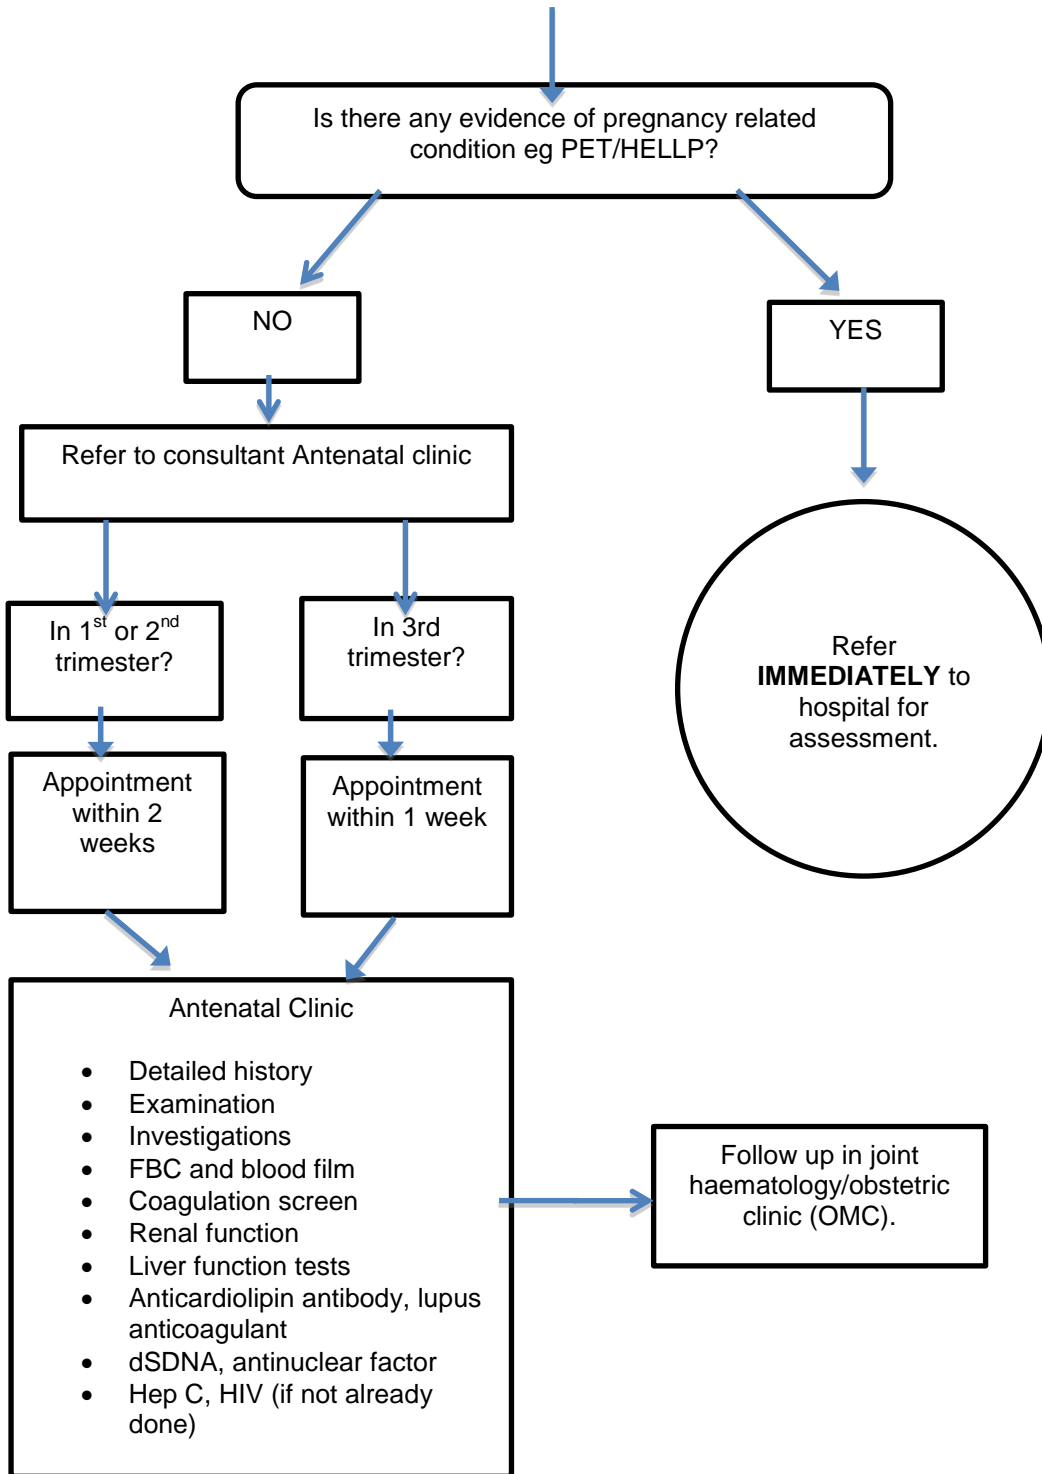 Is there any evidence of pregnancy related
condition eg PET/HELLP?
NO
YES
Refer to consultant Antenatal clinic
In 1st or 2nd
trimester?
In 3rd
trimester?
Refer
IMMEDIATELY to
hospital for
assessment.
Appointment
within 2
weeks
Appointment
within 1 week
Antenatal Clinic
• Detailed history
• Examination
• Investigations
• FBC and blood film
• Coagulation screen
• Renal function
• Liver function tests
• Anticardiolipin antibody, lupus
anticoagulant
• dSDNA, antinuclear factor
• Hep C, HIV (if not already
done)
Follow up in joint
haematology/obstetric
clinic (OMC).